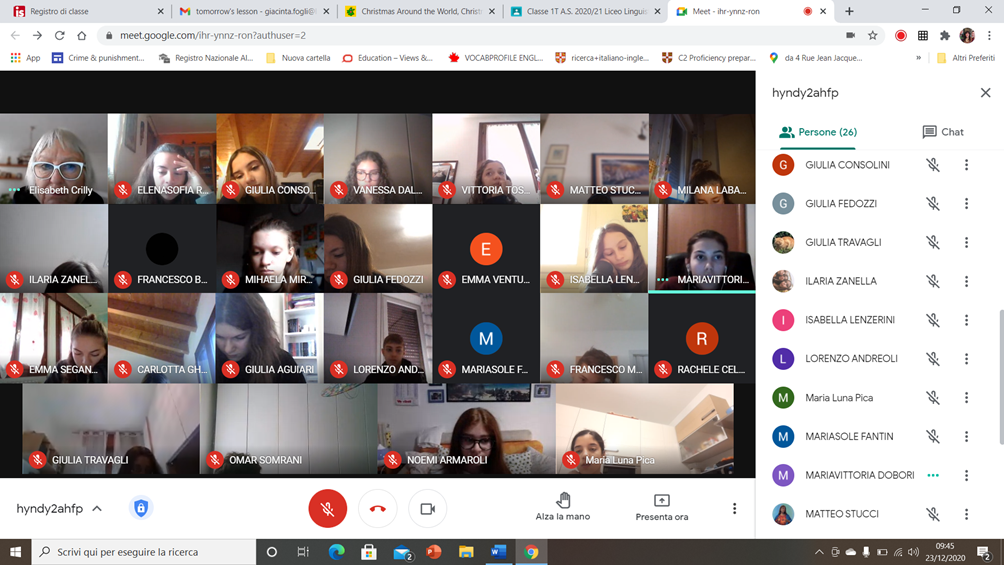 Registro di classe
tomorrow's lesson - giacinta.fogli@
Christmas Around the World, Christ
Classe 1T A.S. 2020/21 Liceo Linguis
Meet - ihr-ynnz-ron
meet.google.com/ihr-ynnz-ron?authuser=2
App
Crime & punishment...
Registro Nazionale Al...
Nuova cartella
Education – Views &...
VOCABPROFILE ENGL...
ricerca+italiano-ingle...
C2 Proficiency prepar...
da 4 Rue Jean Jacque...
»
Altri Preferiti
Elisabeth Crilly
ELENASOFIA R...
GIULIA CONSO...
VANESSA DAL...
VITTORIA TOS...
MATTEO STUC...
MILANA LABA...
ILARIA ZANEL...
FRANCESCO B...
MIHAELA MIR...
GIULIA FEDOZZI
E
EMMA VENTU...
ISABELLA LEN...
MARIAVITTORI...
EMMA SEGAN...
CARLOTTA GH...
GIULIA AGUIARI
LORENZO AND...
M
MARIASOLE F...
FRANCESCO M...
R
RACHELE CEL...
GIULIA TRAVAGLI
OMAR SOMRANI
NOEMI ARMAROLI
Maria Luna Pica
hyndy2ahfp
Persone (26)
Chat
G
GIULIA CONSOLINI
G
GIULIA FEDOZZI
GIULIA TRAVAGLI
ILARIA ZANELLA
I
ISABELLA LENZERINI
L
LORENZO ANDREOLI
M
Maria Luna Pica
M
MARIASOLE FANTIN
M
MARIAVITTORIA DOBORI
MATTEO STUCCI
hyndy2ahfp
Alza la mano
Presenta ora
Scrivi qui per eseguire la ricerca
2
09:45
23/12/2020
2